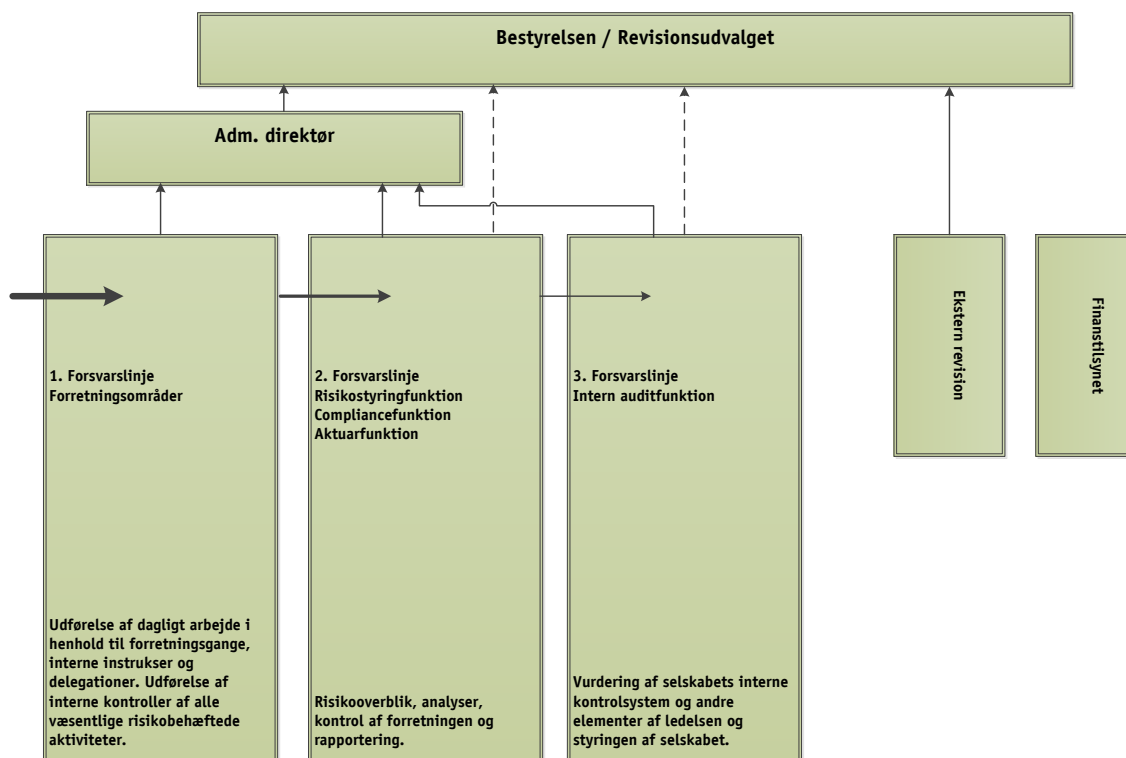 Bestyrelsen / Revisionsudvalget
Adm. direktør
1. Forsvarslinje
Forretningsområder
Udførelse af dagligt arbejde i
henhold til forretningsgange,
interne instrukser og
delegationer. Udførelse af
interne kontroller af alle
væsentlige risikobehæftede
aktiviteter.
2. Forsvarslinje
Risikostyringfunktion
Compliancefunktion
Aktuarfunktion
Risikooverblik, analyser,
kontrol af forretningen og
rapportering.
3. Forsvarslinje
Intern auditfunktion
Vurdering af selskabets interne
kontrolsystem og andre
elementer af ledelsen og
styringen af selskabet.
Ekstern revision
Finanstilsynet